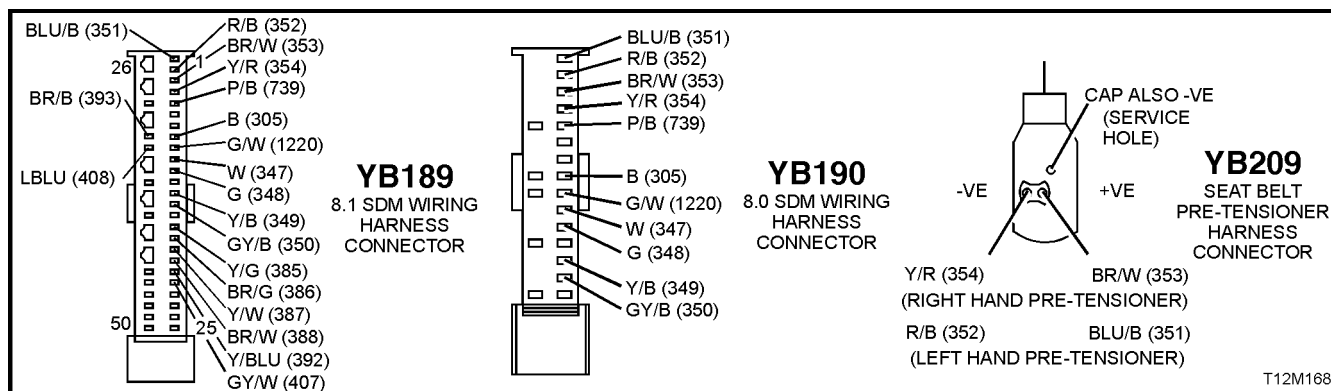 BLU/B (351)
R/B (352)
BR/W (353)
Y/R (354)
P/B (739)
B (305)
G/W (1220)
W (347)
G (348)
Y/B (349)
GY/B (350)
Y/G (385)
BR/G (386)
Y/W (387)
BR/W (388)
Y/BLU (392)
GY/W (407)
26
1
BR/B (393)
LBLU (408)
50
25
YB189
8.1 SDM WIRING
HARNESS
CONNECTOR
BLU/B (351)
R/B (352)
BR/W (353)
Y/R (354)
P/B (739)
B (305)
G/W (1220)
W (347)
G (348)
Y/B (349)
GY/B (350)
YB190
8.0 SDM WIRING
HARNESS
CONNECTOR
CAP ALSO -VE
(SERVICE
HOLE)
-VE
+VE
Y/R (354)
BR/W (353)
(RIGHT HAND PRE-TENSIONER)
R/B (352)
BLU/B (351)
(LEFT HAND PRE-TENSIONER)
YB209
SEAT BELT
PRE-TENSIONER
HARNESS
CONNECTOR
T12M168